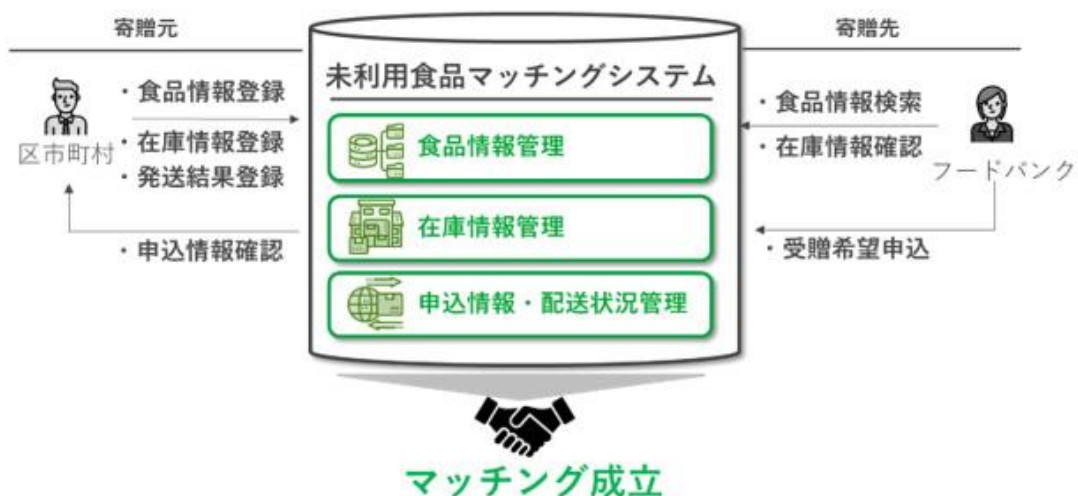 寄贈元
区市町村
・食品情報登録
・在庫情報登録
・発送結果登録
・申込情報確認
未利用食品マッチングシステム
食品情報管理
在庫情報管理
申込情報・配送状況管理
寄贈先
・食品情報検索
・在庫情報確認
フードバンク
・受贈希望申込
マッチング成立